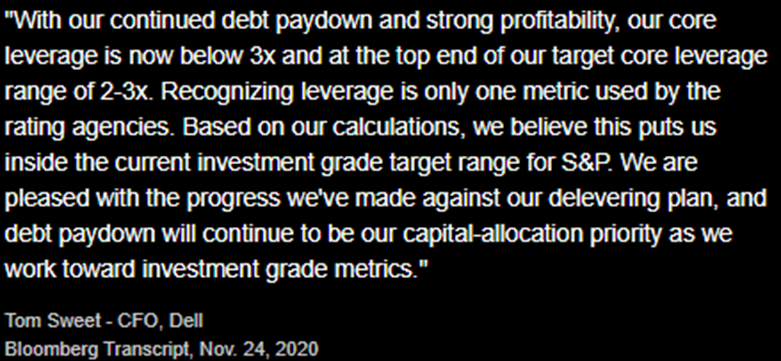 "With our continued debt paydown and strong profitability, our core
leverage is now below 3x and at the top end of our target core leverage
range of 2-3x. Recognizing leverage is only one metric used by the
rating agencies. Based on our calculations, we believe this puts us
inside the current investment grade target range for S&P. We are
pleased with the progress we've made against our delevering plan, and
debt paydown will continue to be our capital-allocation priority as we
work toward investment grade metrics."
Tom Sweet - CFO, Dell
Bloomberg Transcript, Nov. 24, 2020